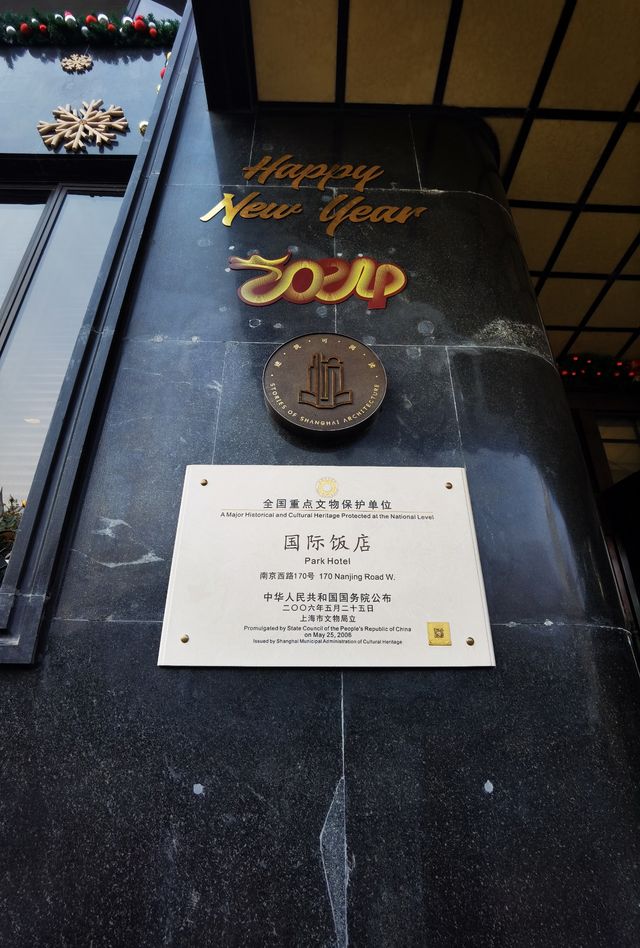 Happy
New Year
2024
建筑可阅读
STORIES OF SHANGHAI ARCHITECTURE
全国重点文物保护单位
A Major Historical and Cultural Heritage Protected at the National Level
国际饭店
Park Hotel
南京西路170号 170 Nanjing Road W.
中华人民共和国国务院公布
二〇〇六年五月二十五日
上海市文物局立
Promulgated by State Council of the People's Republic of China
on May 25, 2006
Issued by Shanghai Municipal Administration of Cultural Heritage